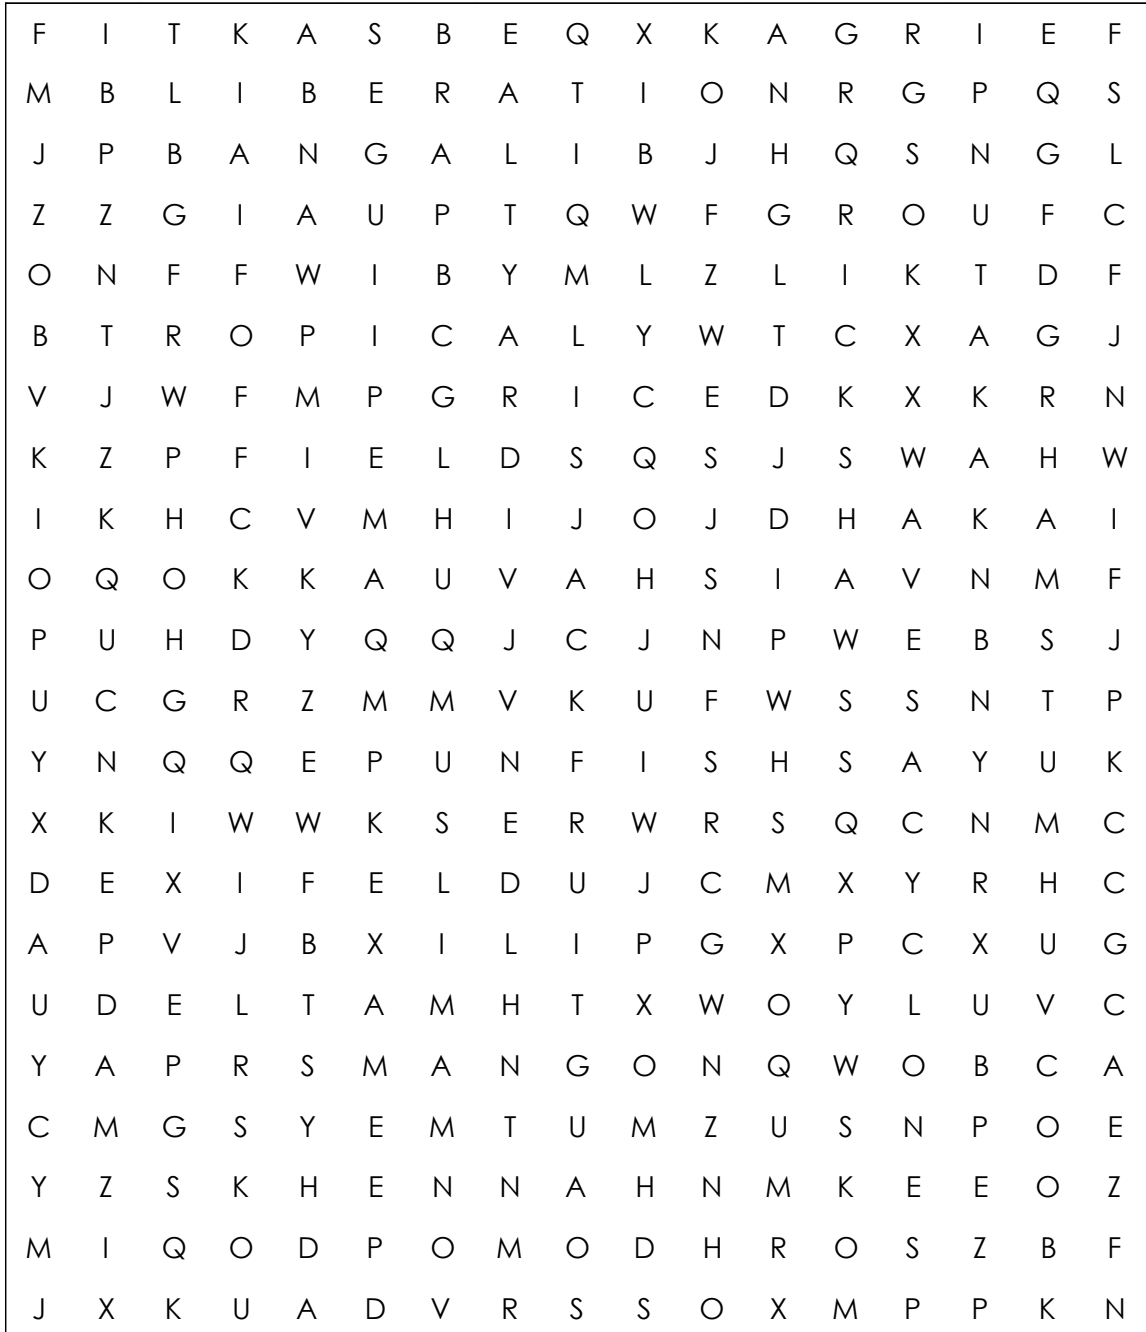 F I T K A S B E Q X K A G R I E F
M B L I B E R A T I O N R G P Q S
J P B A N G A L I B J H Q S N G L
Z Z G I A U P T Q W F G R O U F C
O N F F W I B Y M L Z L I K T D F
B T R O P I C A L Y W T C X A G J
V J W F M P G R I C E D K X K R N
K Z P F I E L D S Q S J S W A H W
I K H C V M H I J O J D H A K A I
O Q O K K A U V A H S I A V N M F
P U H D Y Q Q J C J N P W E B S J
U C G R Z M M V K U F W S S N T P
Y N Q Q E P U N F I S H S A Y U K
X K I W W K S E R W R S Q C N M C
D E X I F E L D U J C M X Y R H C
A P V J B X I L I P G X P C X U G
U D E L T A M H T X W O Y L U V C
Y A P R S M A N G O N Q W O B C A
C M G S Y E M T U M Z U S N P O E
Y Z S K H E N N A H N M K E E O Z
M I Q O D P O M O D H R O S Z B F
J X K U A D V R S S O X M P P K N